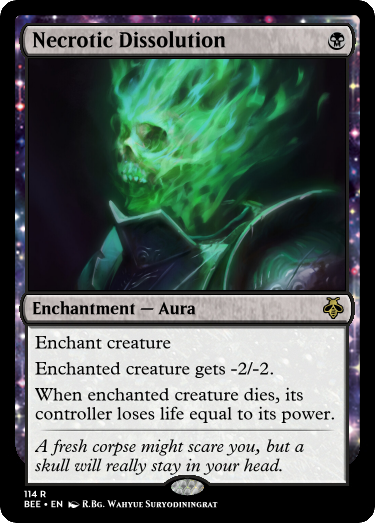 Necrotic Dissolution
Enchantment — Aura
Enchant creature
Enchanted creature gets -2/-2.
When enchanted creature dies, its
controller loses life equal to its power.
A fresh corpse might scare you, but a
skull will really stay in your head.
114 R
BEE • EN R.Bg. Wahyue Suryodiningrat